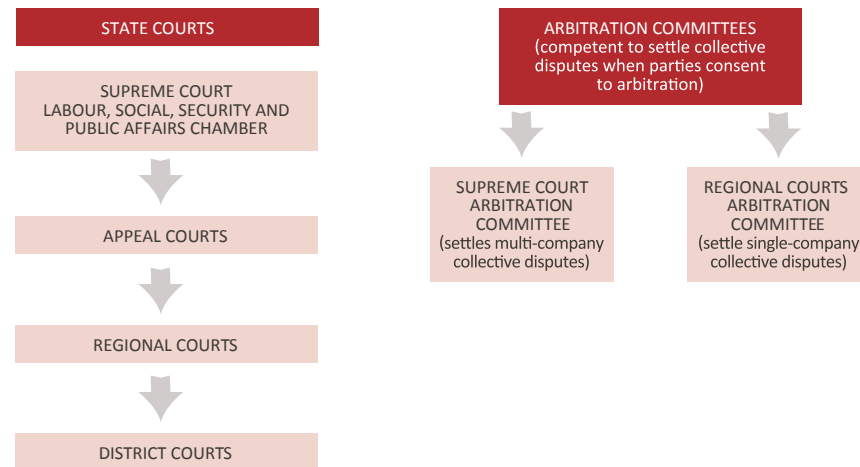 STATE COURTS
SUPREME COURT
LABOUR, SOCIAL, SECURITY AND
PUBLIC AFFAIRS CHAMBER
APPEAL COURTS
REGIONAL COURTS
DISTRICT COURTS
ARBITRATION COMMITTEES
(competent to settle collective
disputes when parties consent
to arbitration)
SUPREME COURT
ARBITRATION
COMMITTEE
(settles multi-company
collective disputes)
REGIONAL COURTS
ARBITRATION
COMMITTEE
(settle single-company
collective disputes)